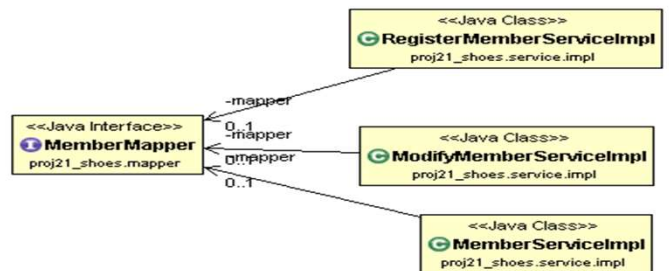 <<Java Class>>
RegisterMemberServiceImpl
proj21_shoes.service.impl
-mapper
0..1
<<Java Interface>>
MemberMapper
proj21_shoes.mapper
-mapper
0..1
<<Java Class>>
ModifyMemberServiceImpl
proj21_shoes.service.impl
-mapper
0..1
<<Java Class>>
MemberServiceImpl
proj21_shoes.service.impl